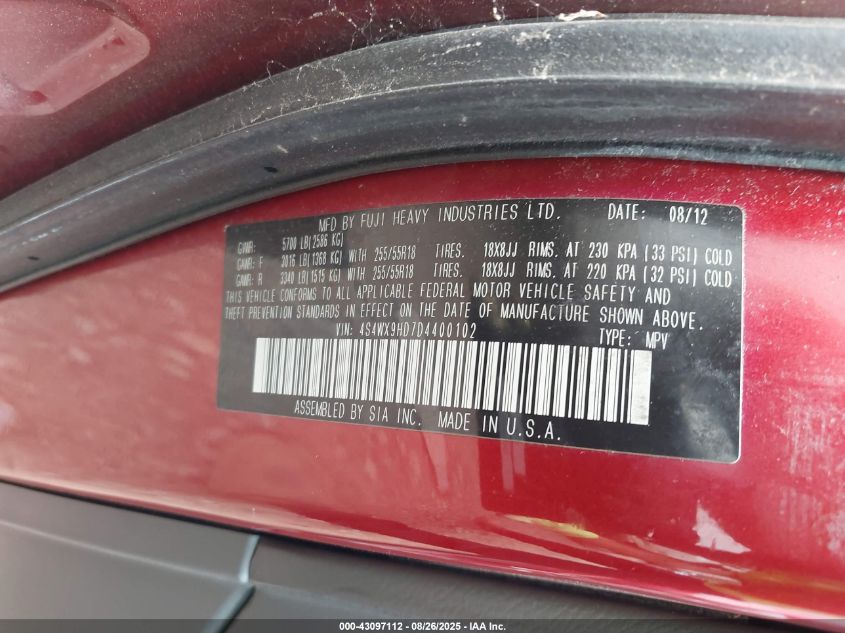 MFD BY FUJI HEAVY INDUSTRIES LTD. DATE: 08/12
GVWR: 5700 LB(2586 KG)
GAWR: F 3016 LB(1368 KG) WITH 255/55R18 TIRES. 18X8JJ RIMS. AT 230 KPA (33 PSI) COLD
GAWR: R 3340 LB(1515 KG) WITH 255/55R18 TIRES. 18X8JJ RIMS. AT 220 KPA (32 PSI) COLD
THIS VEHICLE CONFORMS TO ALL APPLICABLE FEDERAL MOTOR VEHICLE SAFETY AND
THEFT PREVENTION STANDARDS IN EFFECT ON THE DATE OF MANUFACTURE SHOWN ABOVE.
VIN: 4S4WX9HD7D4400102 TYPE: MPV
ASSEMBLED BY SIA INC. MADE IN U.S.A.
000-43097112 - 08/26/2025 - IAA Inc.